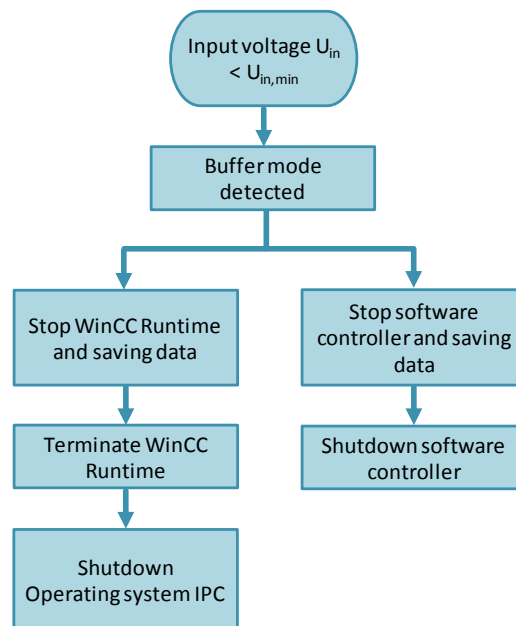 Input voltage Uin
< Uin,min
Buffer mode
detected
Stop WinCC Runtime
and saving data
Stop software
controller and saving
data
Terminate WinCC
Runtime
Shutdown software
controller
Shutdown
Operating system IPC